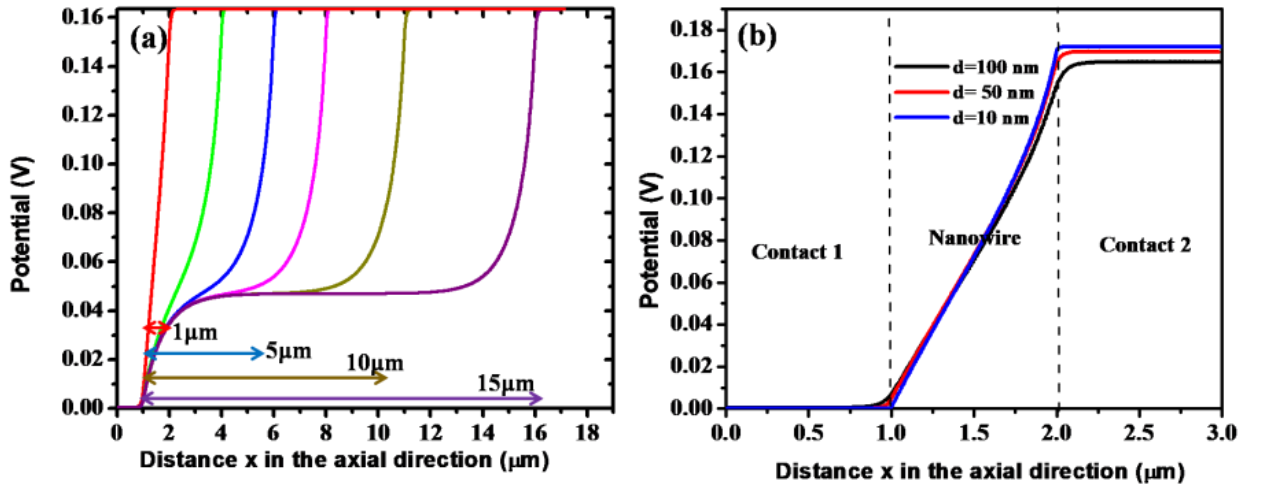 (a)
0.16
0.14
0.12
0.10
0.08
0.06
0.04
0.02
0.00
Potential (V)
1μm
5μm
10μm
15μm
0 2 4 6 8 10 12 14 16 18
Distance x in the axial direction (μm)
(b)
0.18
0.16
0.14
0.12
0.10
0.08
0.06
0.04
0.02
0.00
Potential (V)
d=100 nm
d= 50 nm
d=10 nm
Contact 1
Nanowire
Contact 2
0.0 0.5 1.0 1.5 2.0 2.5 3.0
Distance x in the axial direction (μm)